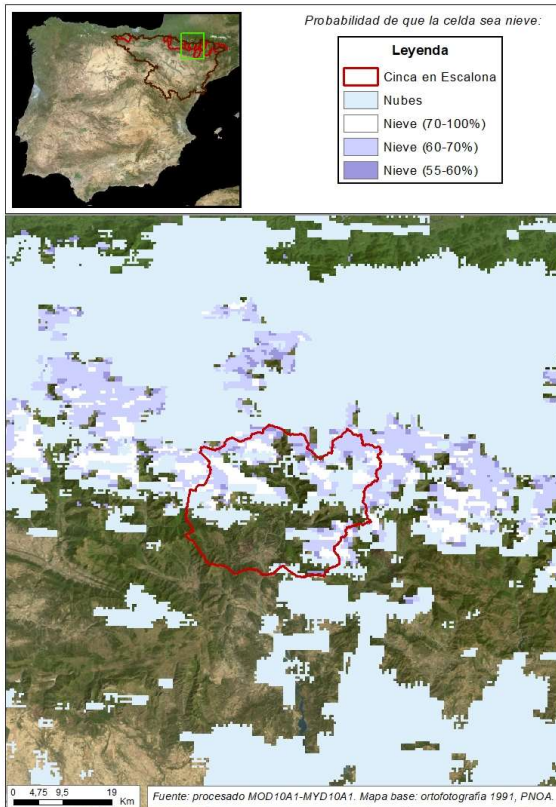 Probabilidad de que la celda sea nieve:
Leyenda
Cinca en Escalona
Nubes
Nieve (70-100%)
Nieve (60-70%)
Nieve (55-60%)
0 4,75 9,5 19
Km
Fuente: procesado MOD10A1-MYD10A1. Mapa base: ortofotografia 1991, PNOA.